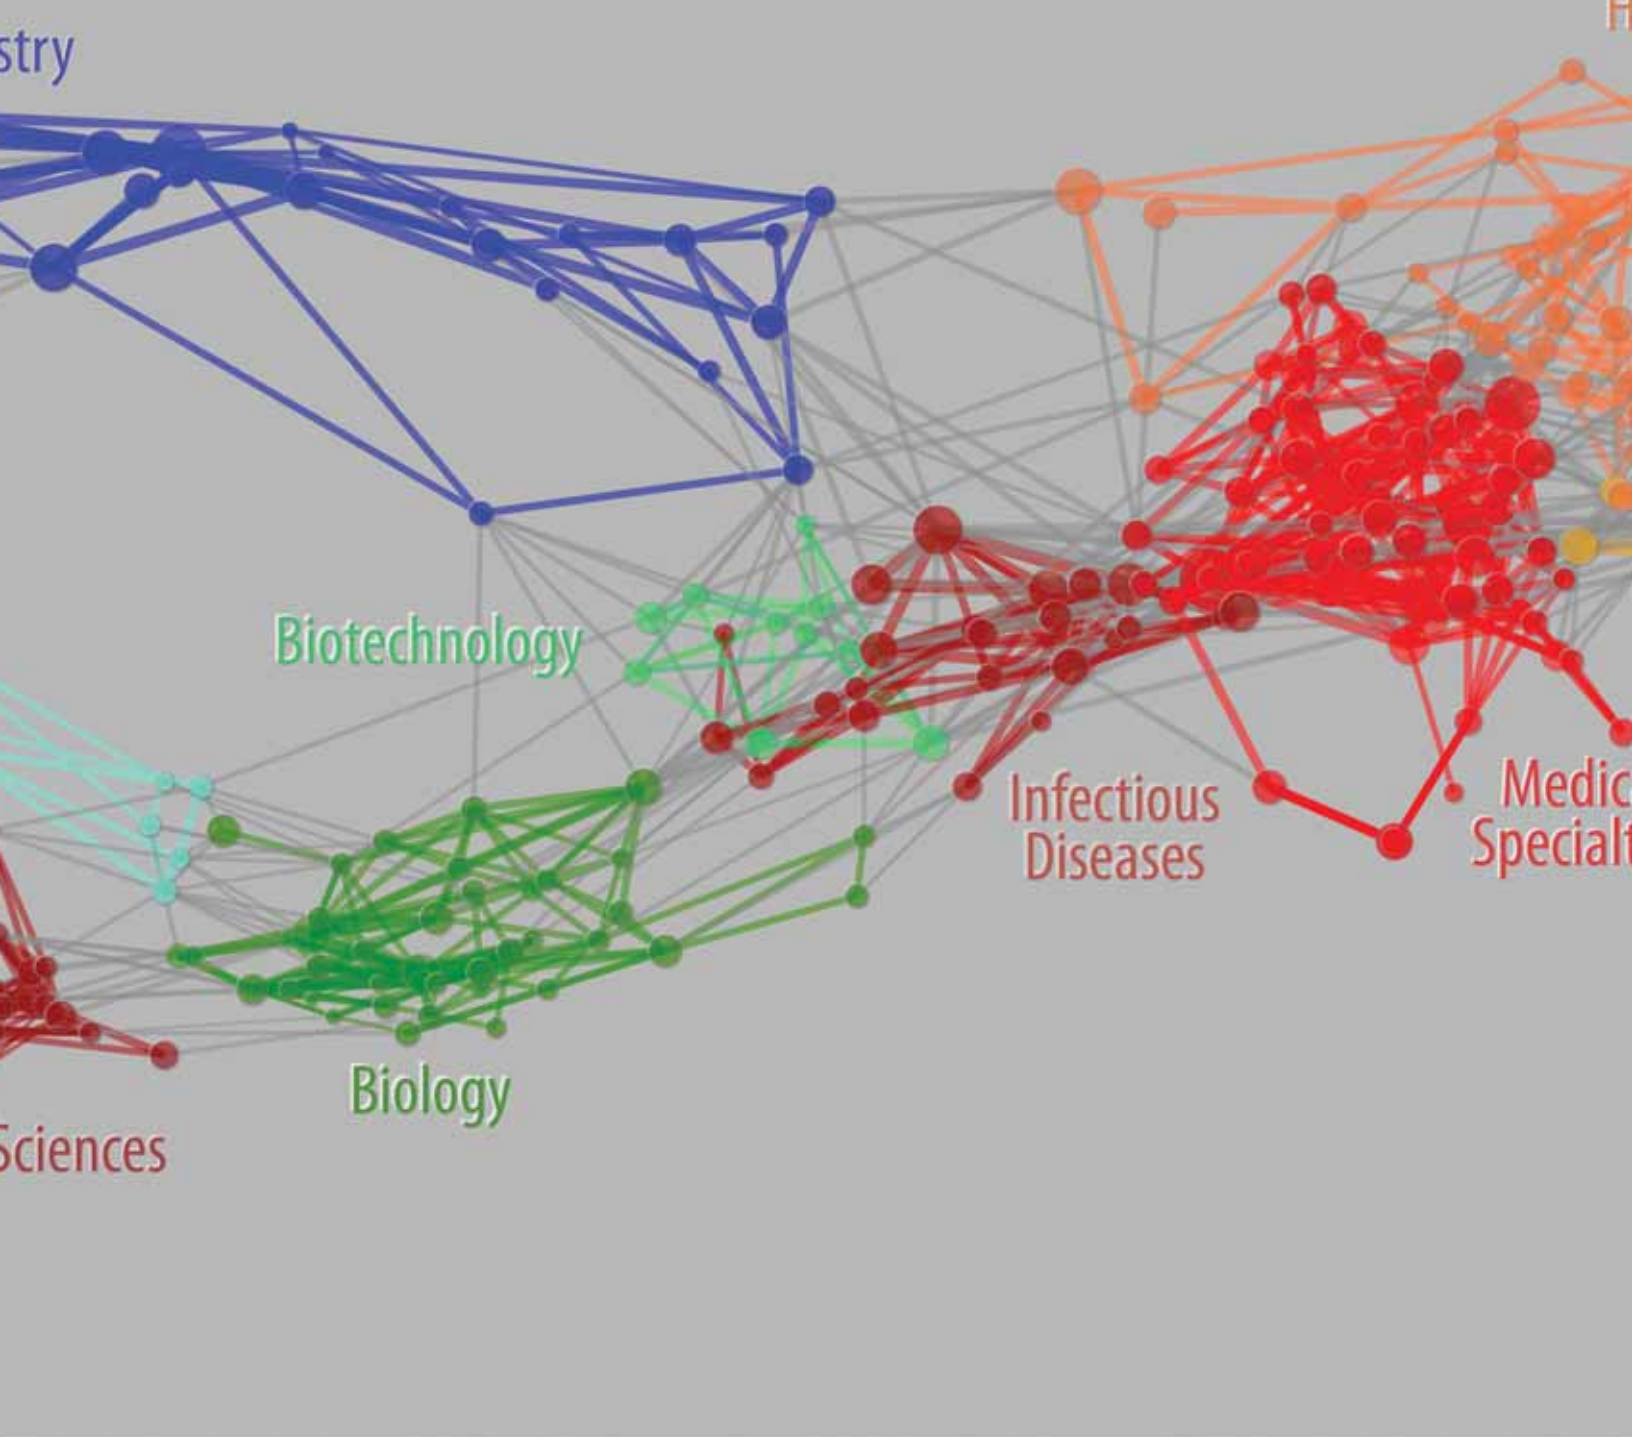 stry
H
Biotechnology
Infectious
Diseases
Medic
Specialt
Biology
Sciences